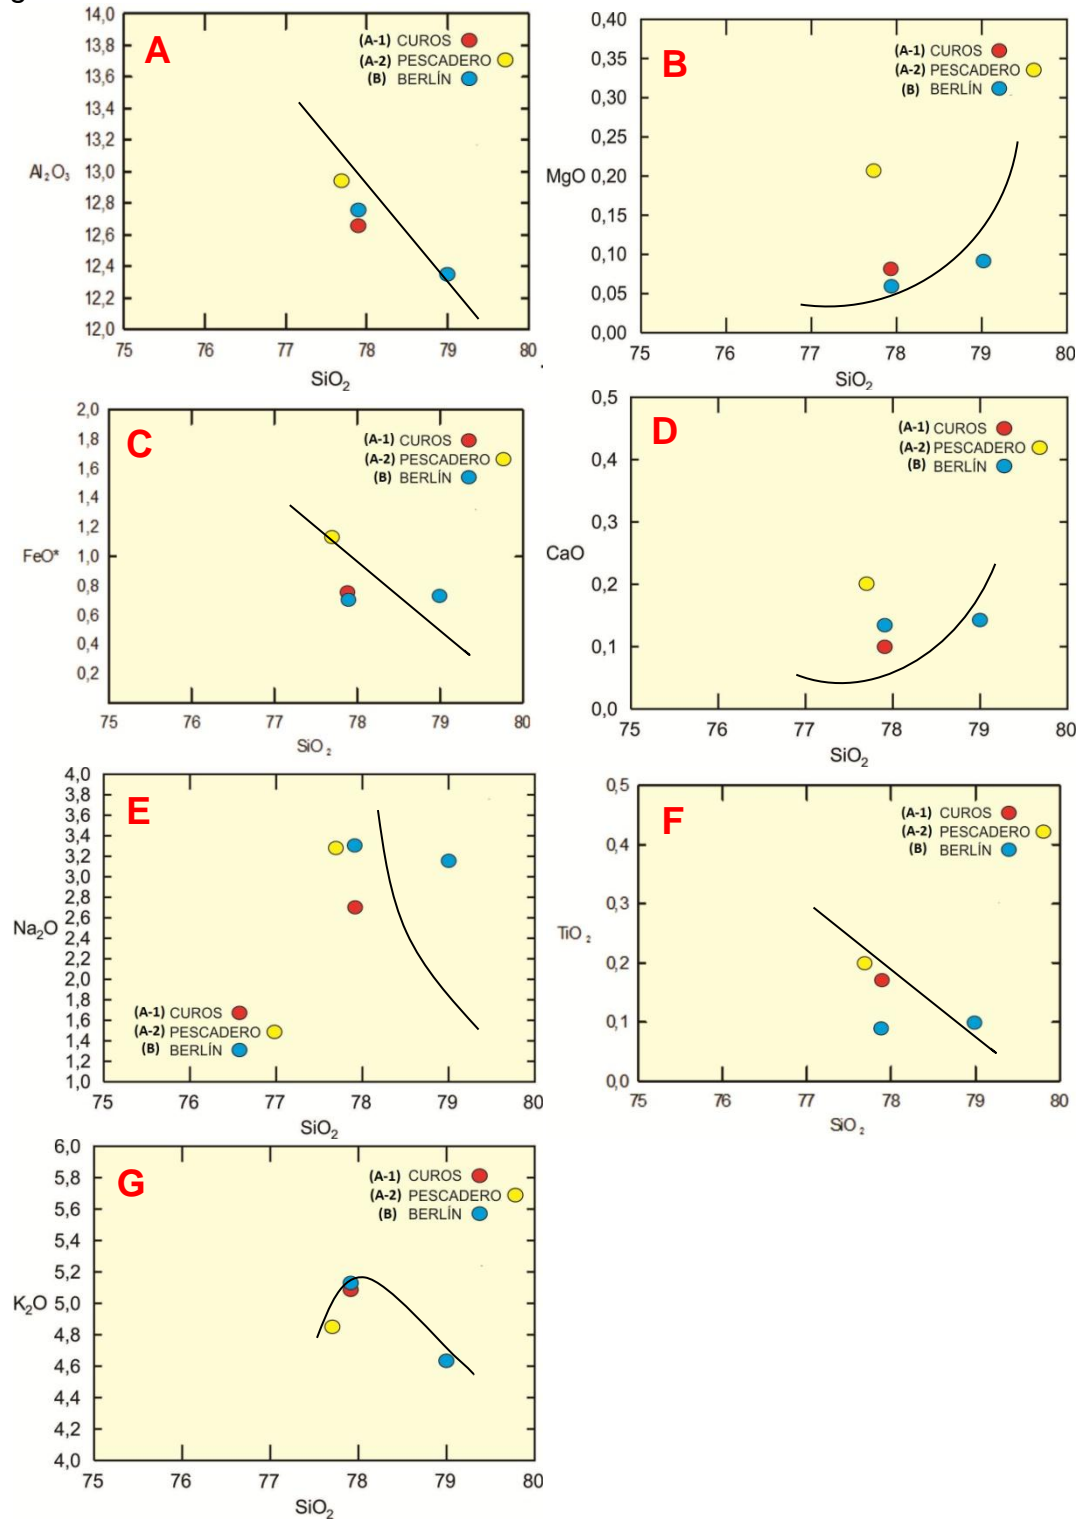 14,0
13,8
13,6
13,4
13,2
13,0
12,8
12,6
12,4
12,2
12,0
Al₂O₃
A
(A-1) CUROS
(A-2) PESCADERO
(B) BERLÍN
75 76 77 78 79 80
SiO₂
0,40
0,35
0,30
0,25
0,20
0,15
0,10
0,05
0,00
MgO
B
(A-1) CUROS
(A-2) PESCADERO
(B) BERLÍN
75 76 77 78 79 80
SiO₂
2,0
1,8
1,6
1,4
1,2
1,0
0,8
0,6
0,4
0,2
FeO*
C
(A-1) CUROS
(A-2) PESCADERO
(B) BERLÍN
75 76 77 78 79 80
SiO₂
0,5
0,4
0,3
0,2
0,1
0,0
CaO
D
(A-1) CUROS
(A-2) PESCADERO
(B) BERLÍN
75 76 77 78 79 80
SiO₂
4,0
3,8
3,6
3,4
3,2
3,0
2,8
2,6
2,4
2,2
2,0
1,8
1,6
1,4
1,2
1,0
Na₂O
E
(A-1) CUROS
(A-2) PESCADERO
(B) BERLÍN
75 76 77 78 79 80
SiO₂
0,5
0,4
0,3
0,2
0,1
0,0
TiO₂
F
(A-1) CUROS
(A-2) PESCADERO
(B) BERLÍN
75 76 77 78 79 80
SiO₂
6,0
5,8
5,6
5,4
5,2
5,0
4,8
4,6
4,4
4,2
4,0
K₂O
G
(A-1) CUROS
(A-2) PESCADERO
(B) BERLÍN
75 76 77 78 79 80
SiO₂